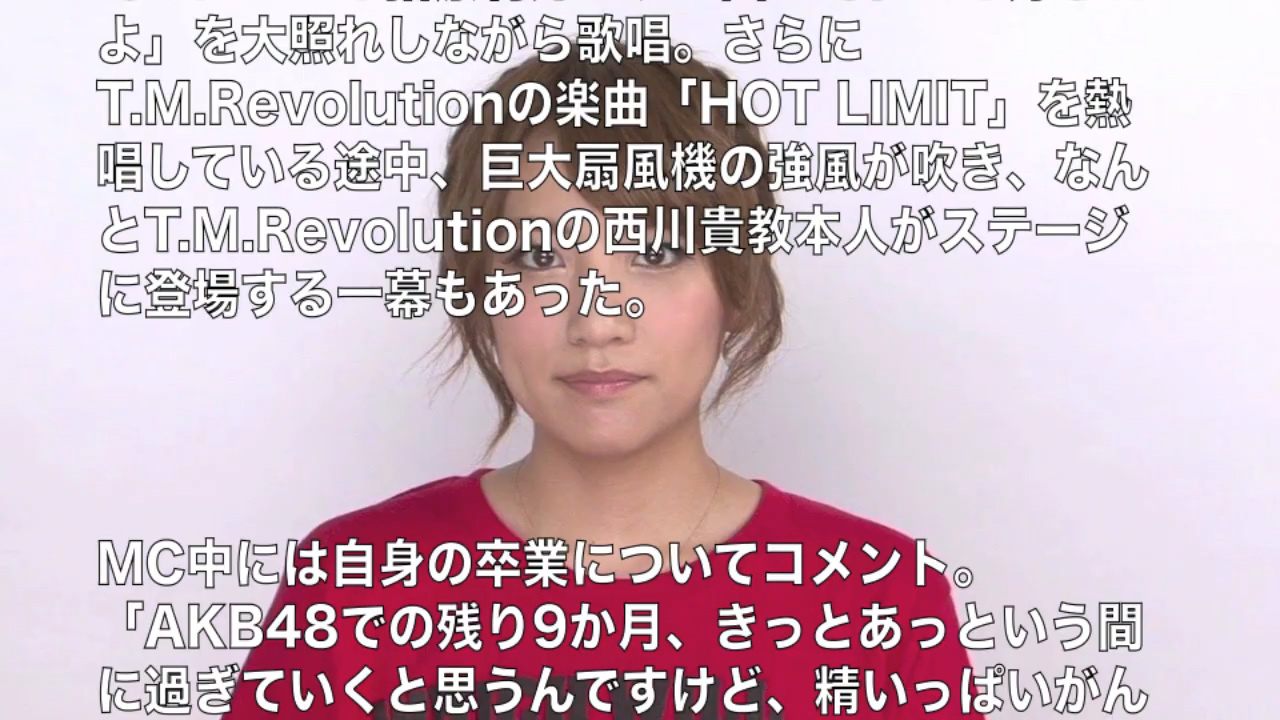 よ」を大照れしながら歌唱。さらに
T.M.Revolutionの楽曲「HOT LIMIT」を熱
唱している途中、巨大扇風機の強風が吹き、なん
とT.M.Revolutionの西川貴教本人がステージ
に登場する一幕もあった。
MC中には自身の卒業についてコメント。
「AKB48での残り9か月、きっとあっという間
に過ぎていくと思うんですけど、精いっぱいがん